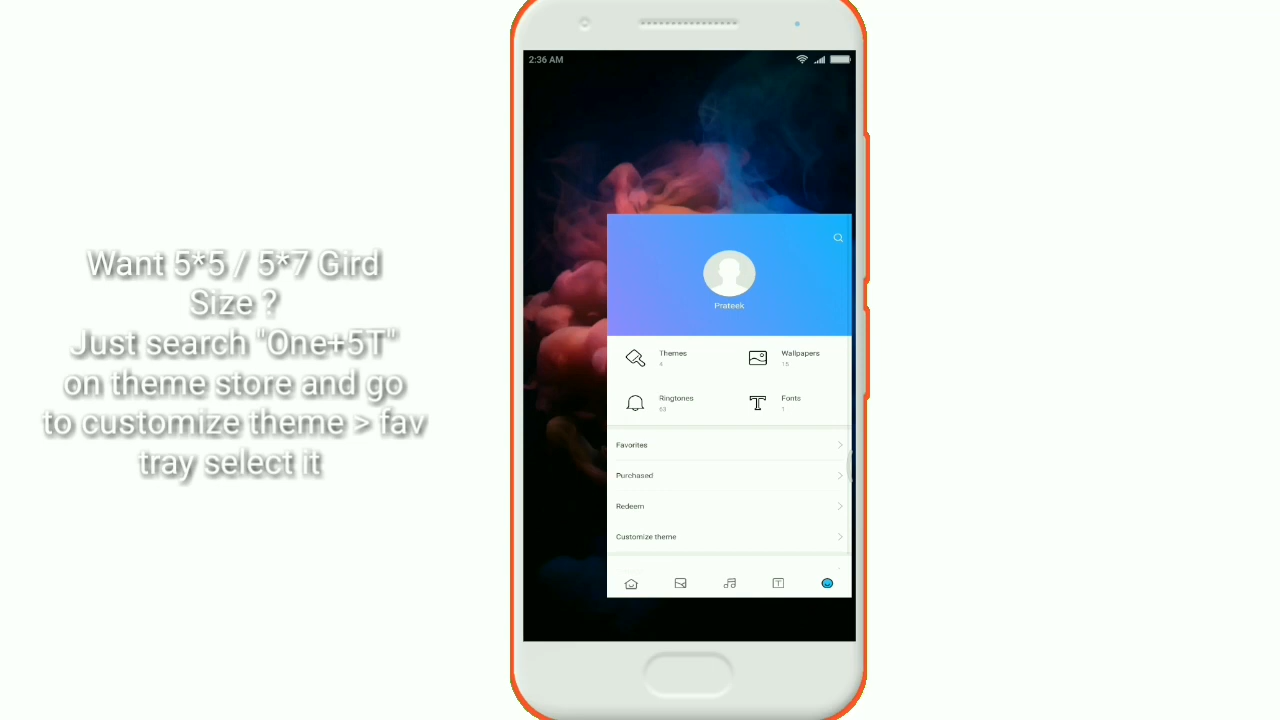 2:36 AM
Want 5*5 / 5*7 Gird
Size ?
Just search "One+5T"
on theme store and go
to customize theme > fav
tray select it
Prateek
Themes
4
Wallpapers
Ringtones
53
Fonts
1
Favorites
Purchased
Redeem
Customize theme